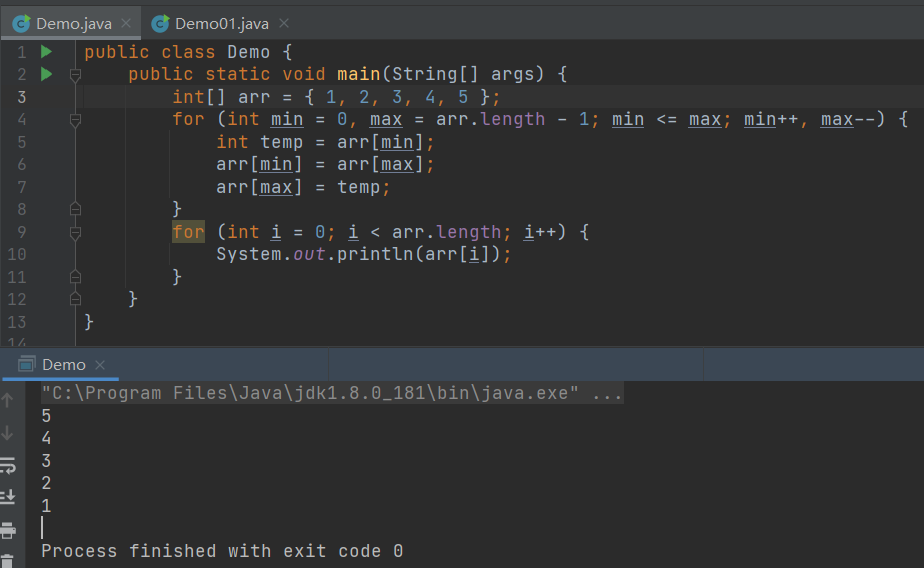 Demo.java Demo01.java
1 public class Demo {
2 public static void main(String[] args) {
3 int[] arr = { 1, 2, 3, 4, 5 };
4 for (int min = 0, max = arr.length - 1; min <= max; min++, max--) {
5 int temp = arr[min];
6 arr[min] = arr[max];
7 arr[max] = temp;
8 }
9 for (int i = 0; i < arr.length; i++) {
10 System.out.println(arr[i]);
11 }
12 }
13 }
14
Demo
"C:\Program Files\Java\jdk1.8.0_181\bin\java.exe" ...
5
4
3
2
1
Process finished with exit code 0